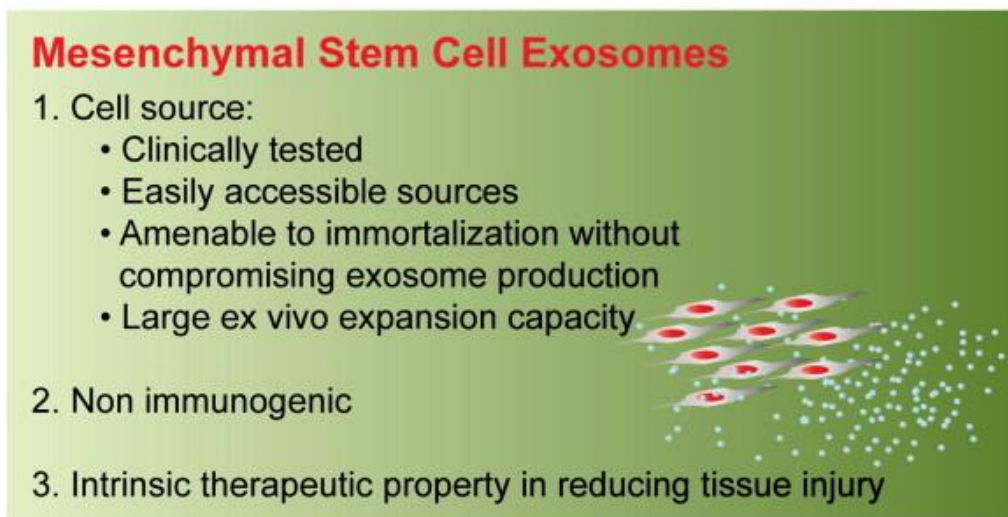 Mesenchymal Stem Cell Exosomes
1. Cell source:
• Clinically tested
• Easily accessible sources
• Amenable to immortalization without
compromising exosome production
• Large ex vivo expansion capacity
2. Non immunogenic
3. Intrinsic therapeutic property in reducing tissue injury